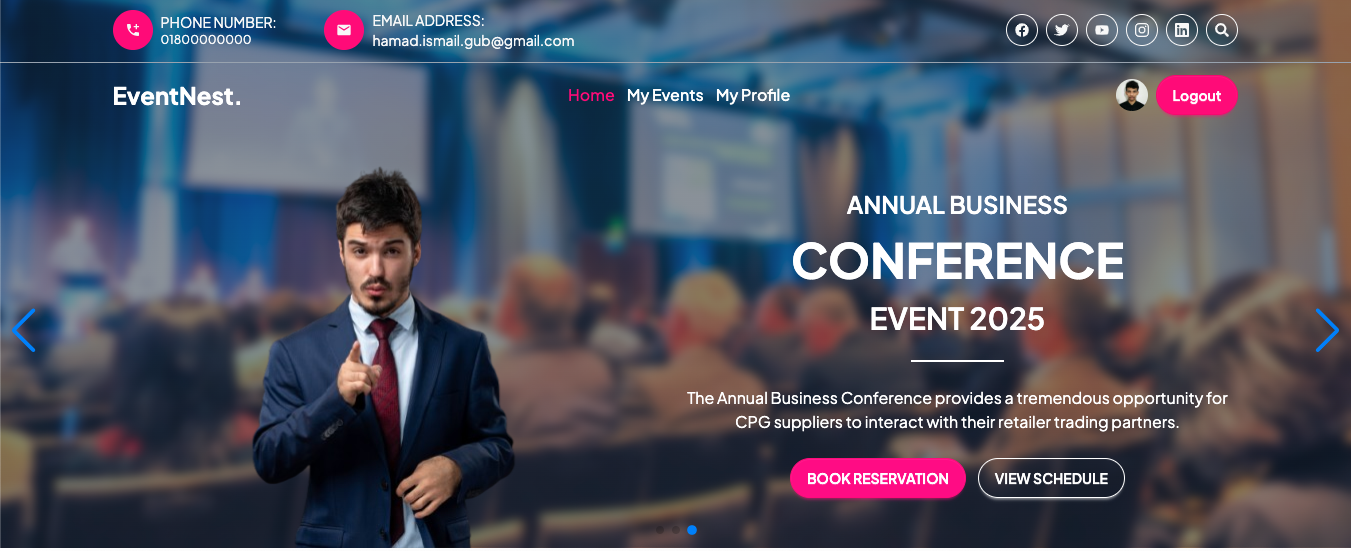 PHONE NUMBER:
01800000000
EMAIL ADDRESS:
hamad.ismail.gub@gmail.com
EventNest.
Home My Events My Profile
Logout
ANNUAL BUSINESS
CONFERENCE
EVENT 2025
The Annual Business Conference provides a tremendous opportunity for
CPG suppliers to interact with their retailer trading partners.
BOOK RESERVATION
VIEW SCHEDULE